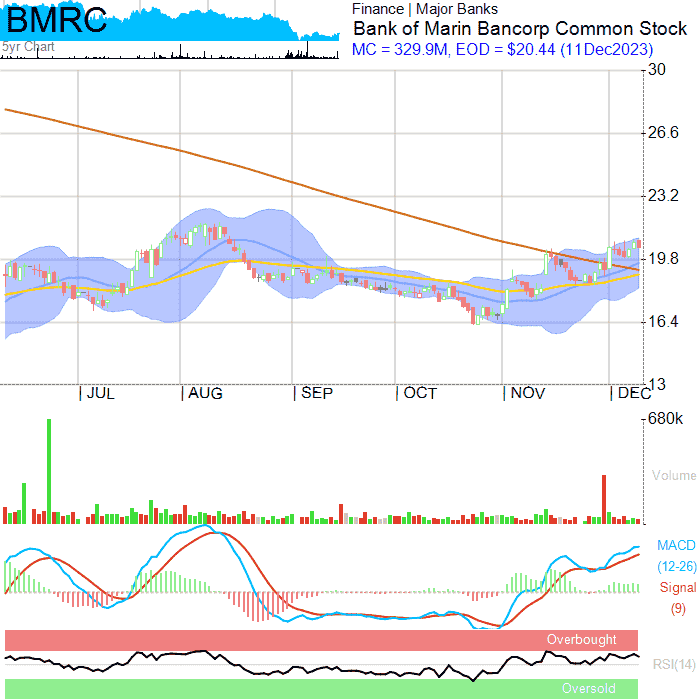 BMRC
5yr Chart
Finance | Major Banks
Bank of Marin Bancorp Common Stock
MC = 329.9M, EOD = $20.44 (11Dec2023)
30
26.6
23.2
19.8
16.4
13
JUL AUG SEP OCT NOV DEC
680k
Volume
MACD
(12-26)
Signal
(9)
Overbought
RSI(14)
Oversold